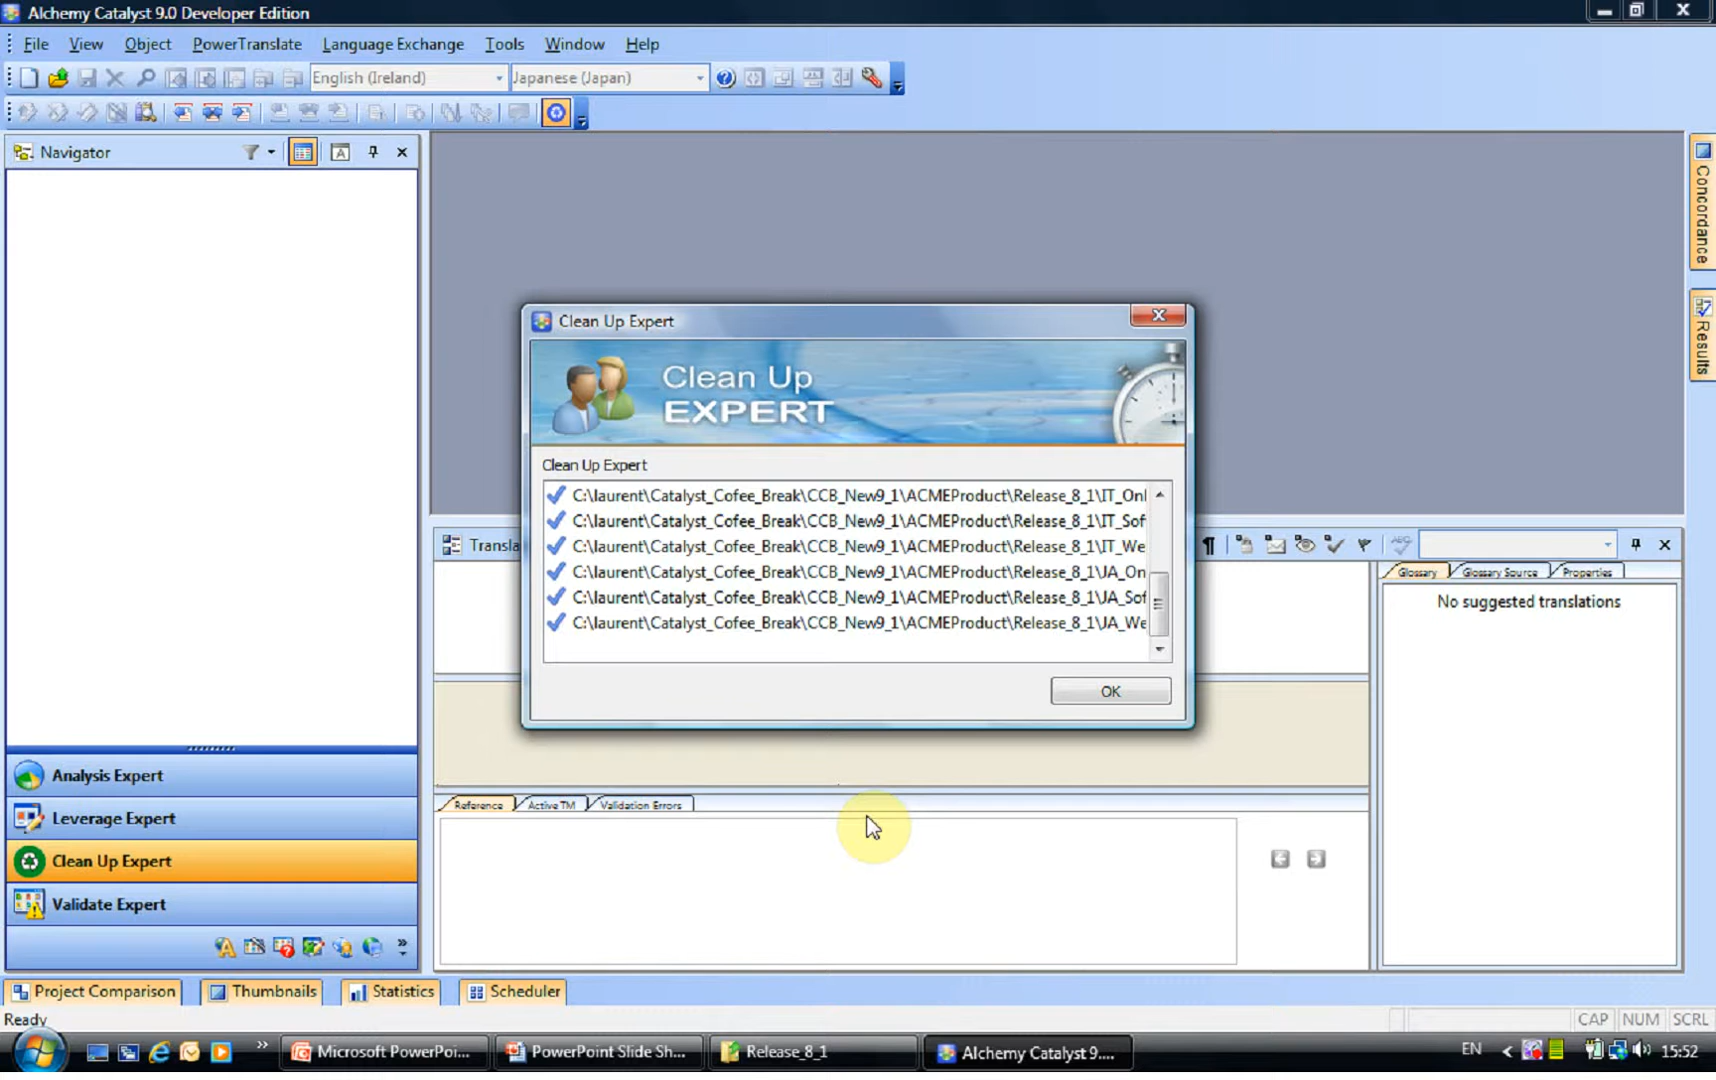 Alchemy Catalyst 9.0 Developer Edition
File View Object PowerTranslate Language Exchange Tools Window Help
English (Ireland) Japanese (Japan)
Navigator
Concordance
Results
Clean Up Expert
Clean Up
EXPERT
Clean Up Expert
C:\laurent\Catalyst_Cofee_Break\CCB_New9_1\ACMEProduct\Release_8_1\IT_Onl
C:\laurent\Catalyst_Cofee_Break\CCB_New9_1\ACMEProduct\Release_8_1\IT_Sof
C:\laurent\Catalyst_Cofee_Break\CCB_New9_1\ACMEProduct\Release_8_1\IT_We
C:\laurent\Catalyst_Cofee_Break\CCB_New9_1\ACMEProduct\Release_8_1\JA_On
C:\laurent\Catalyst_Cofee_Break\CCB_New9_1\ACMEProduct\Release_8_1\JA_Sof
C:\laurent\Catalyst_Cofee_Break\CCB_New9_1\ACMEProduct\Release_8_1\JA_We
OK
Transla
ABC
Glossary Glossary Source Properties
No suggested translations
Analysis Expert
Leverage Expert
Clean Up Expert
Validate Expert
Reference Active TM Validation Errors
Project Comparison Thumbnails Statistics Scheduler
Ready
CAP NUM SCRL
Microsoft PowerPoi... PowerPoint Slide Sh... Release_8_1 Alchemy Catalyst 9....
EN 15:52